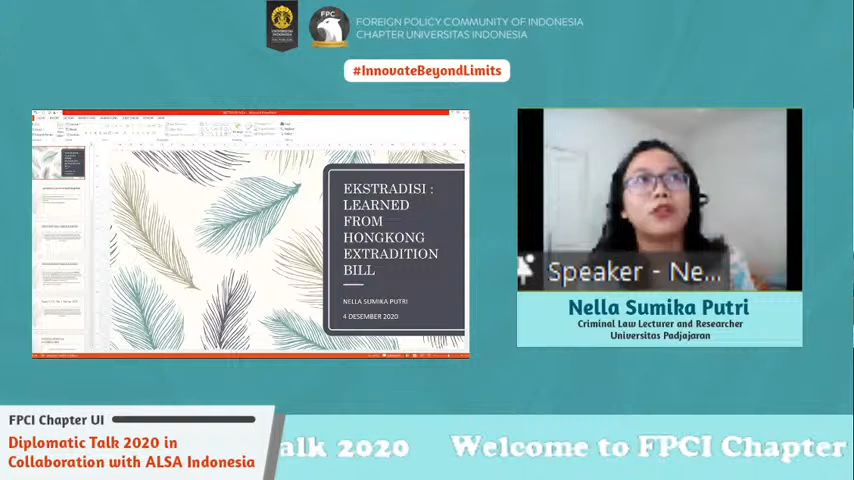 FPC
FOREIGN POLICY COMMUNITY OF INDONESIA
CHAPTER UNIVERSITAS INDONESIA
#InnovateBeyondLimits
EKSTRADISI :
LEARNED
FROM
HONGKONG
EXTRADITION
BILL
NELLA SUMIKA PUTRI
4 DESEMBER 2020
Speaker - Ne...
Nella Sumika Putri
Criminal Law Lecturer and Researcher
Universitas Padjajaran
FPCI Chapter UI
Diplomatic Talk 2020 in
Collaboration with ALSA Indonesia
alk 2020 Welcome to FPCI Chapter